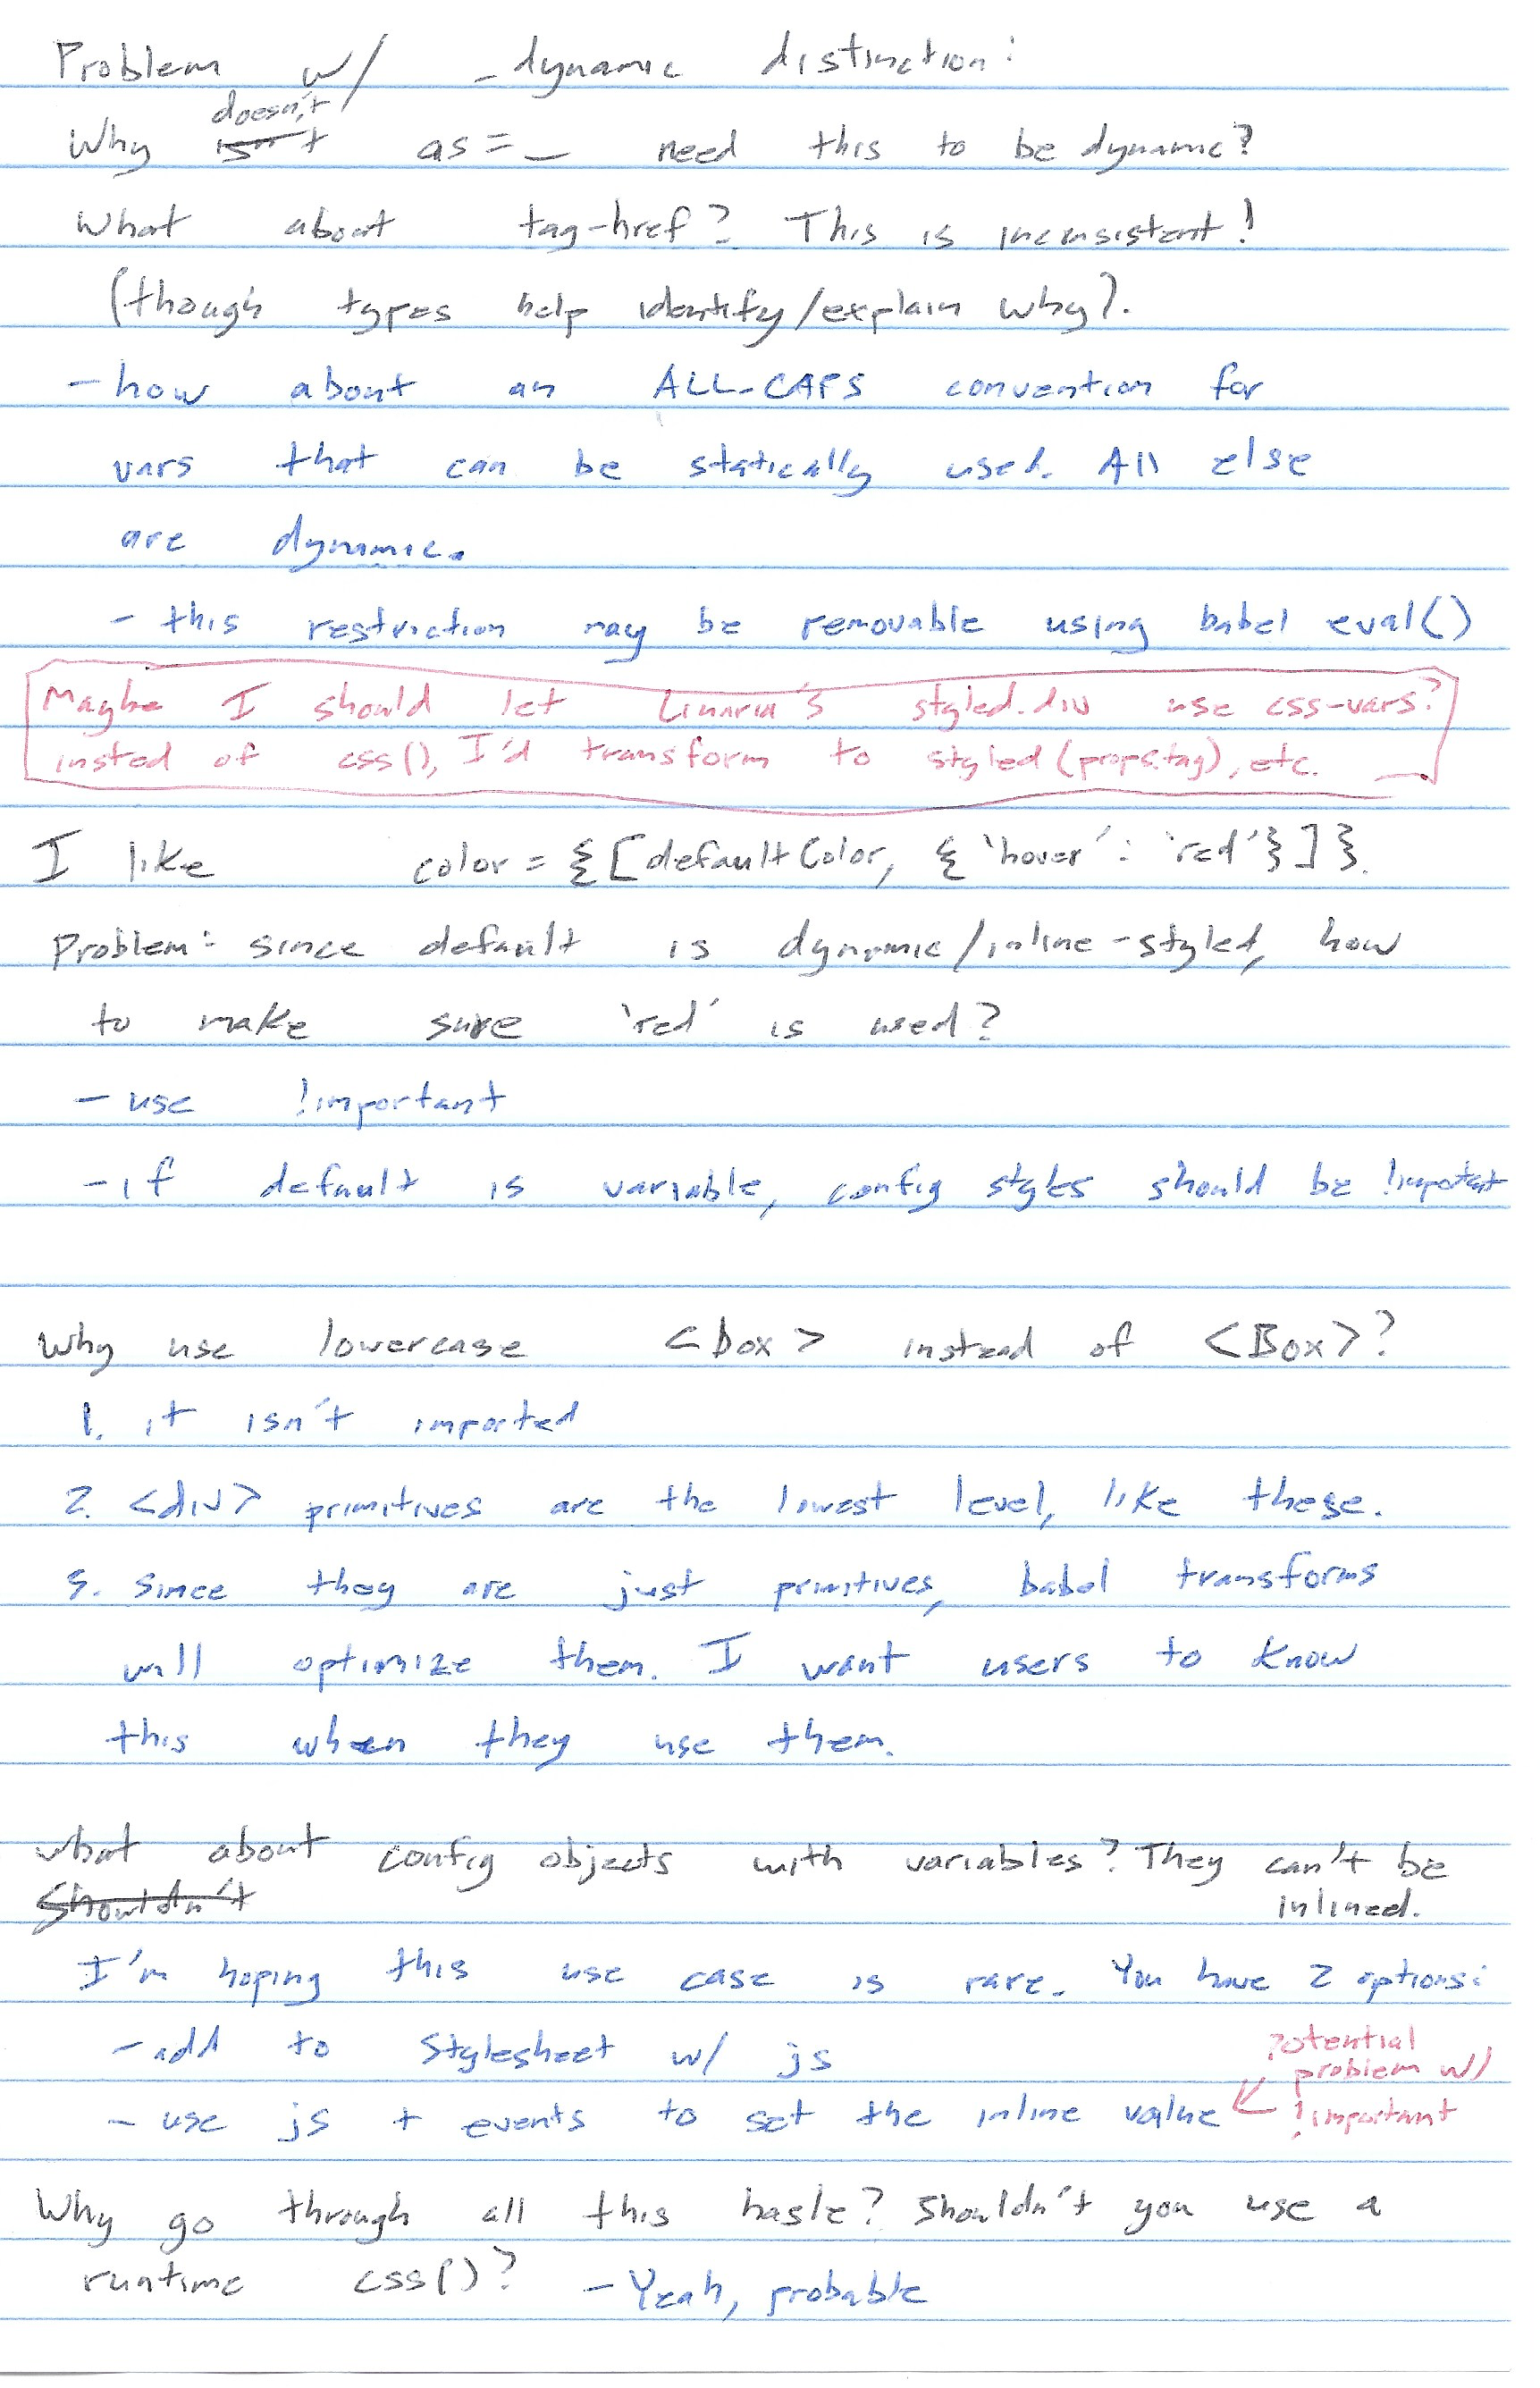 Problem w/ _dynamic distinction:
doesn't
Why isn't as=_ need this to be dynamic?
What about tag-href? This is inconsistent!
(though types help identify/explain why).
- how about an ALL-CAPS convention for
vars that can be statically used. All else
are dynamic.
- this restriction may be removable using babel eval()
Maybe I should let Linaria's styled.div use css-vars?
insted of css(), I'd transform to styled(props.tag), etc.
I like color={[defaultColor, {'hover': 'red'}]}.
Problem: since default is dynamic/inline-styled, how
to make sure 'red' is used?
- use !important
- if default is variable, config styles should be !important
Why use lowercase <box> instead of <Box>?
1. it isn't imported
2. <div> primitives are the lowest level, like these.
3. Since they are just primitives, babel transforms
will optimize them. I want users to know
this when they use them.
what about config objects with variables? They can't be
Shouldn't inlined.
I'm hoping this use case is rare. You have 2 options:
- add to Stylesheet w/ js
- use js + events to set the inline value
Potential
problem w/
!important
Why go through all this hasle? Shouldn't you use a
runtime css()? - Yeah, probable